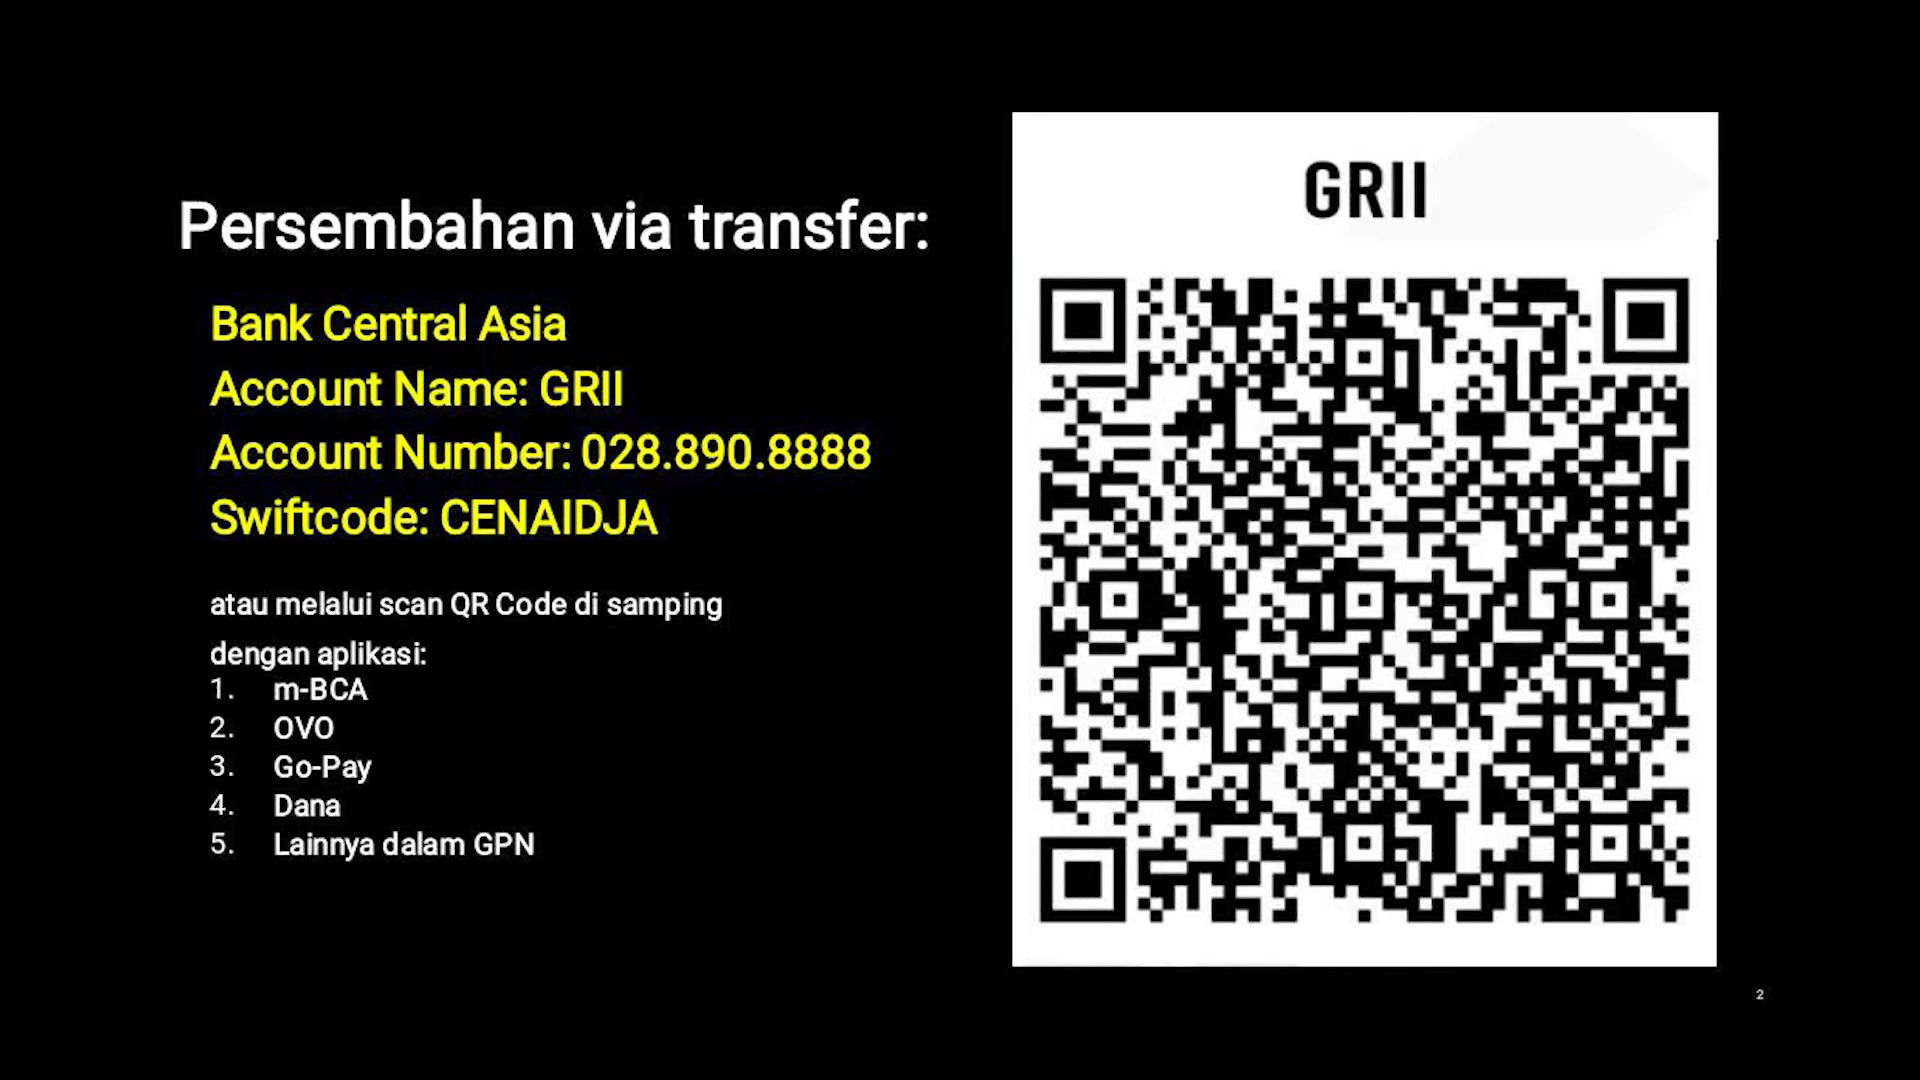 Persembahan via transfer:
Bank Central Asia
Account Name: GRII
Account Number: 028.890.8888
Swiftcode: CENAIDJA
atau melalui scan QR Code di samping
dengan aplikasi:
1. m-BCA
2. OVO
3. Go-Pay
4. Dana
5. Lainnya dalam GPN
GRII
2